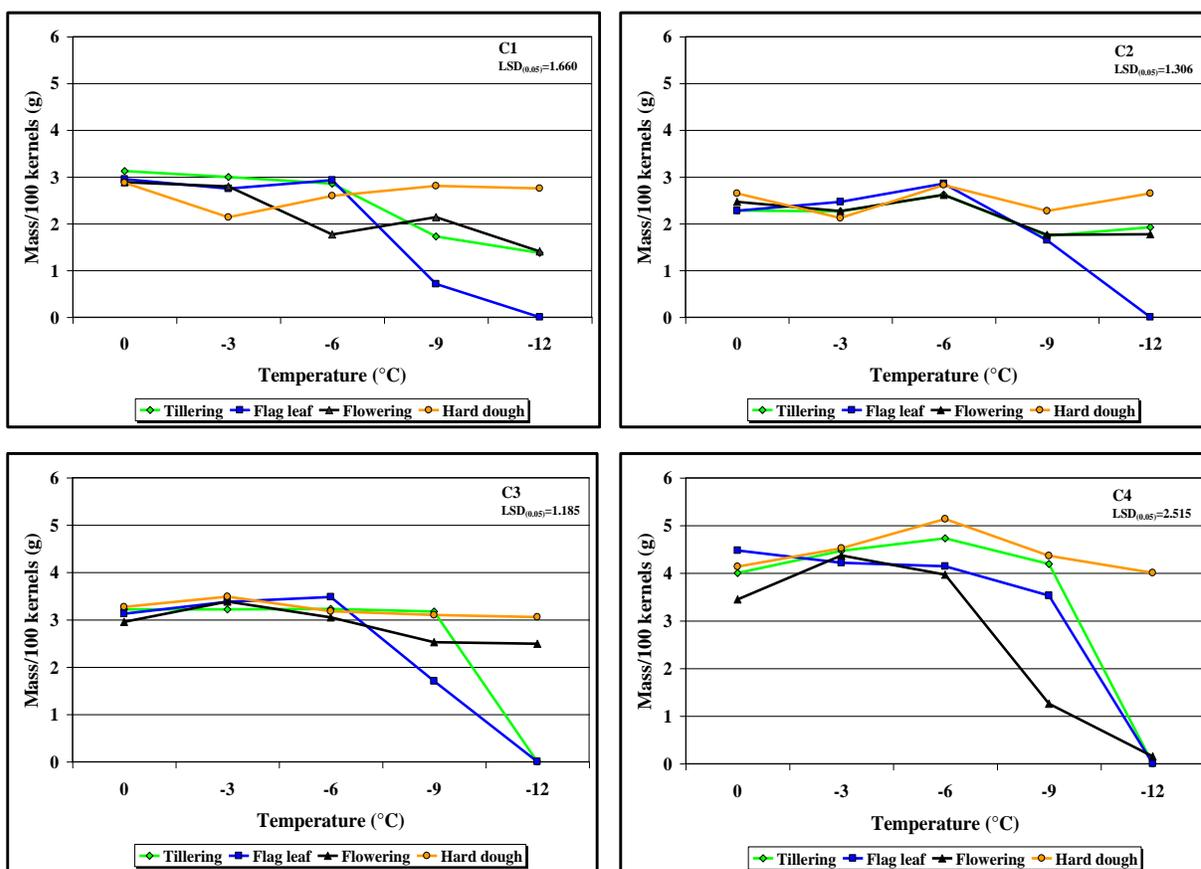 C1
LSD(0.05)=1.660
Mass/100 kernels (g)
6
5
4
3
2
1
0
0 -3 -6 -9 -12
Temperature (°C)
Tillering Flag leaf Flowering Hard dough
C2
LSD(0.05)=1.306
Mass/100 kernels (g)
6
5
4
3
2
1
0
0 -3 -6 -9 -12
Temperature (°C)
Tillering Flag leaf Flowering Hard dough
C3
LSD(0.05)=1.185
Mass/100 kernels (g)
6
5
4
3
2
1
0
0 -3 -6 -9 -12
Temperature (°C)
Tillering Flag leaf Flowering Hard dough
C4
LSD(0.05)=2.515
Mass/100 kernels (g)
6
5
4
3
2
1
0
0 -3 -6 -9 -12
Temperature (°C)
Tillering Flag leaf Flowering Hard dough